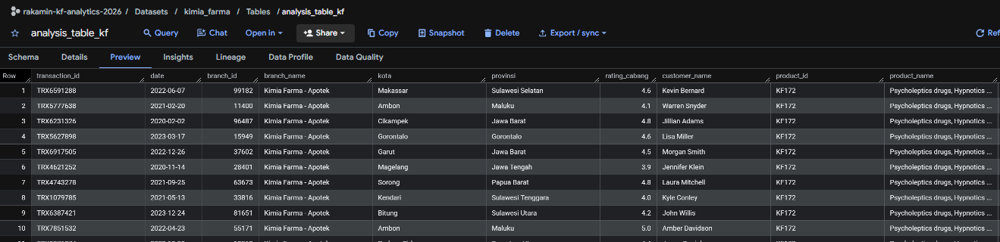 rakamin-kf-analytics-2026 / Datasets / kimia_farma / Tables / analysis_table_kf
analysis_table_kf Query Chat Open in Share Copy Snapshot Delete Export / sync Ref
Schema Details Preview Insights Lineage Data Profile Data Quality
Row transaction_id date branch_id branch_name kota provinsi rating_cabang customer_name product_id product_name
1 TRX6591288 2022-06-07 99182 Kimia Farma - Apotek Makassar Sulawesi Selatan 4.6 Kevin Bernard KF172 Psycholeptics drugs, Hypnotics ...
2 TRX5777638 2021-02-20 11400 Kimia Farma - Apotek Ambon Maluku 4.1 Warren Snyder KF172 Psycholeptics drugs, Hypnotics ...
3 TRX6231326 2020-02-02 96487 Kimia Farma - Apotek Cikampek Jawa Barat 4.8 Jillian Adams KF172 Psycholeptics drugs, Hypnotics ...
4 TRX5627898 2023-03-17 15949 Kimia Farma - Apotek Gorontalo Gorontalo 4.6 Lisa Miller KF172 Psycholeptics drugs, Hypnotics ...
5 TRX6917505 2022-12-26 37602 Kimia Farma - Apotek Garut Jawa Barat 4.5 Morgan Smith KF172 Psycholeptics drugs, Hypnotics ...
6 TRX4621252 2020-11-14 28401 Kimia Farma - Apotek Magelang Jawa Tengah 3.9 Jennifer Klein KF172 Psycholeptics drugs, Hypnotics ...
7 TRX4743278 2021-09-25 63673 Kimia Farma - Apotek Sorong Papua Barat 4.8 Laura Mitchell KF172 Psycholeptics drugs, Hypnotics ...
8 TRX1079785 2021-05-13 33816 Kimia Farma - Apotek Kendari Sulawesi Tenggara 4.0 Kyle Conley KF172 Psycholeptics drugs, Hypnotics ...
9 TRX6387421 2023-12-24 81651 Kimia Farma - Apotek Bitung Sulawesi Utara 4.2 John Willis KF172 Psycholeptics drugs, Hypnotics ...
10 TRX7851532 2022-04-23 55171 Kimia Farma - Apotek Ambon Maluku 5.0 Amber Davidson KF172 Psycholeptics drugs, Hypnotics ...